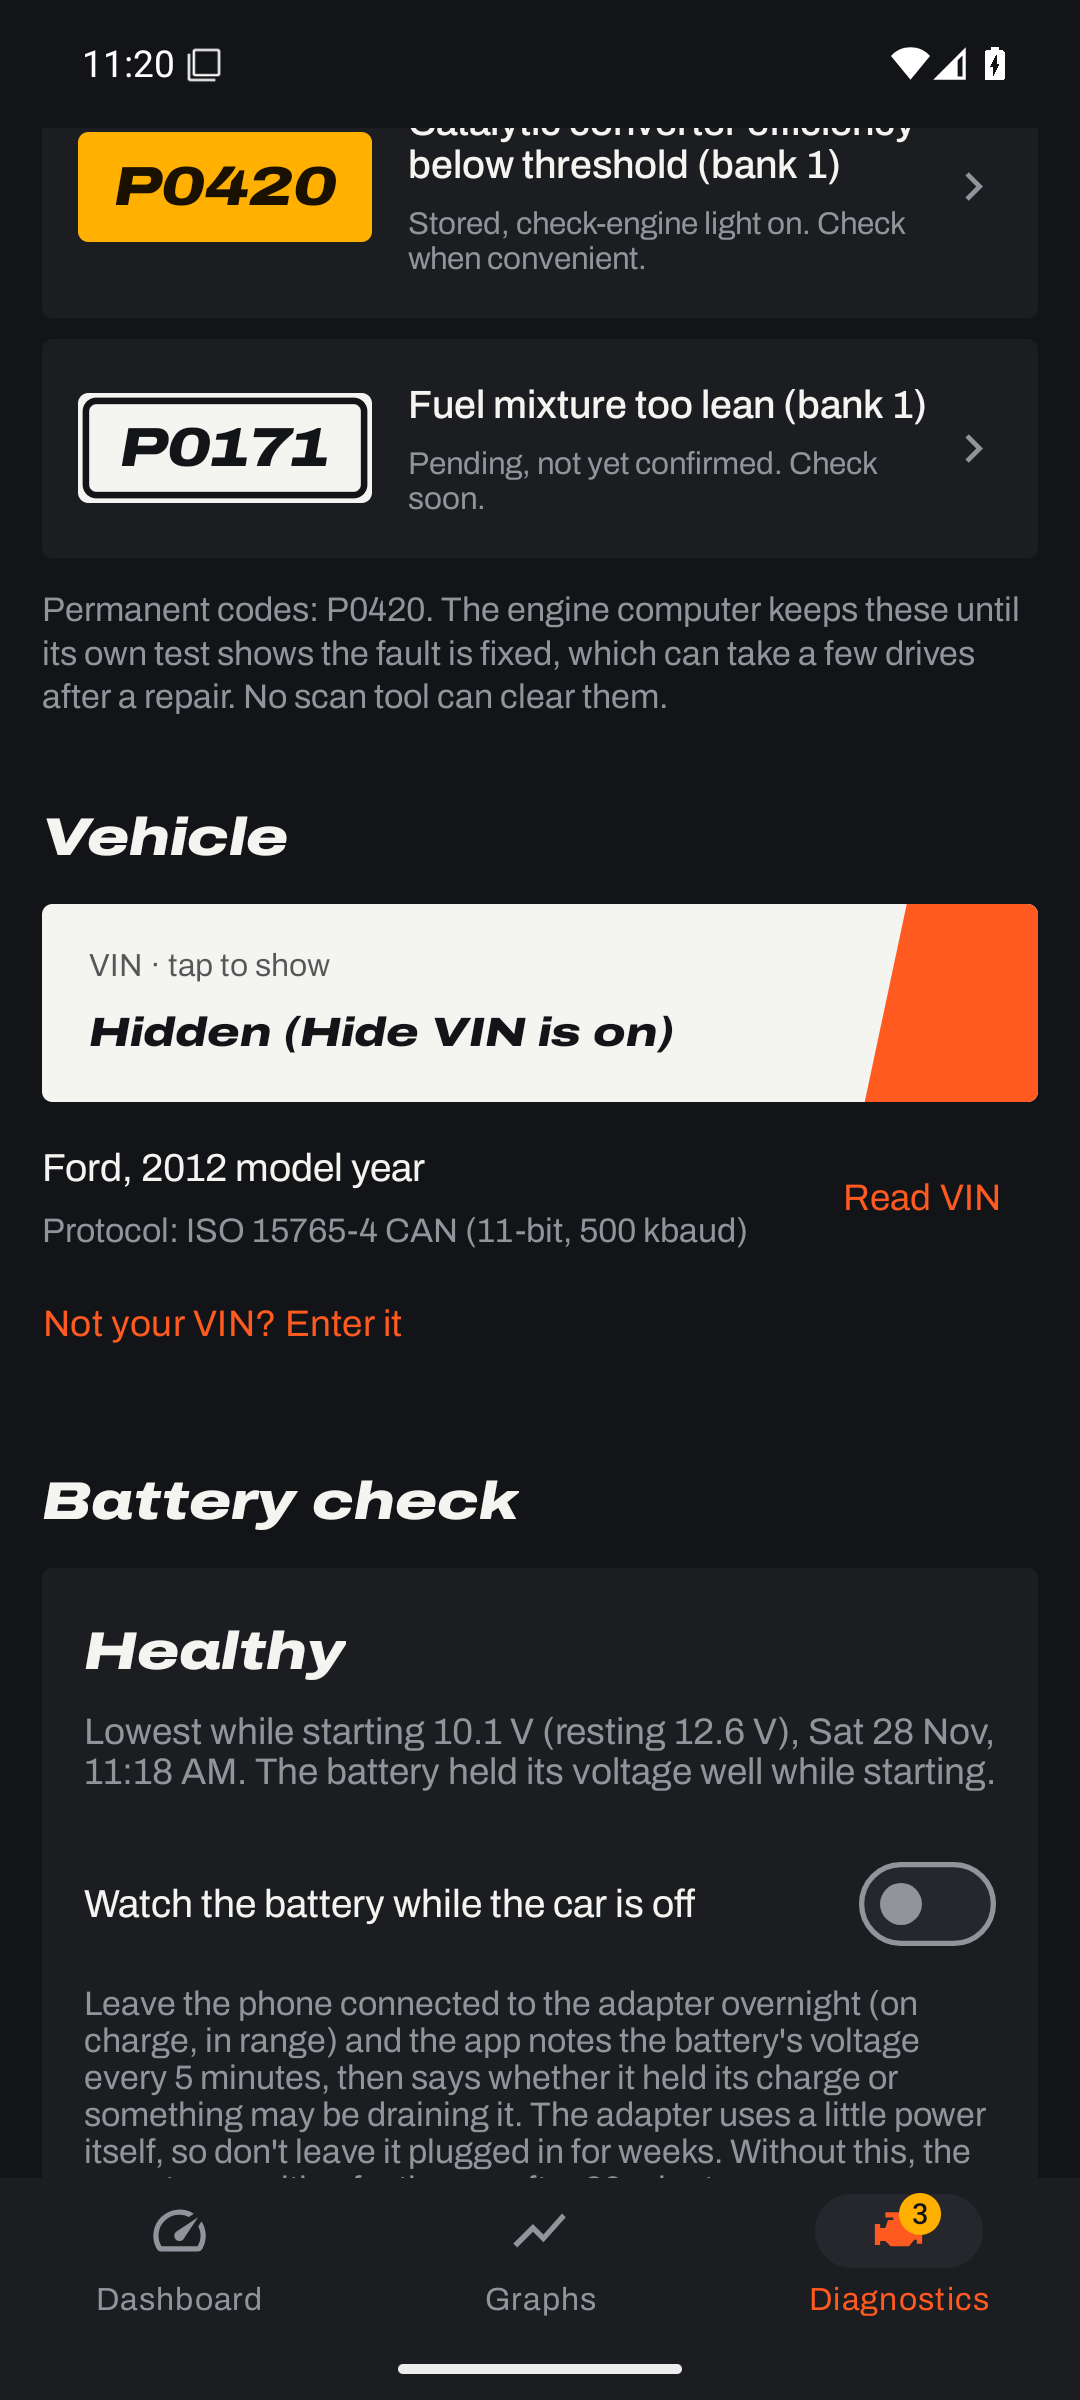 11:20
Catalytic converter efficiency
P0420
below threshold (bank 1)
Stored, check-engine light on. Check
when convenient.
P0171
Fuel mixture too lean (bank 1)
Pending, not yet confirmed. Check
soon.
Permanent codes: P0420. The engine computer keeps these until
its own test shows the fault is fixed, which can take a few drives
after a repair. No scan tool can clear them.
Vehicle
VIN · tap to show
Hidden (Hide VIN is on)
Ford, 2012 model year
Read VIN
Protocol: ISO 15765-4 CAN (11-bit, 500 kbaud)
Not your VIN? Enter it
Battery check
Healthy
Lowest while starting 10.1 V (resting 12.6 V), Sat 28 Nov,
11:18 AM. The battery held its voltage well while starting.
Watch the battery while the car is off
Leave the phone connected to the adapter overnight (on
charge, in range) and the app notes the battery's voltage
every 5 minutes, then says whether it held its charge or
something may be draining it. The adapter uses a little power
itself, so don't leave it plugged in for weeks. Without this, the
3
Dashboard
Graphs
Diagnostics